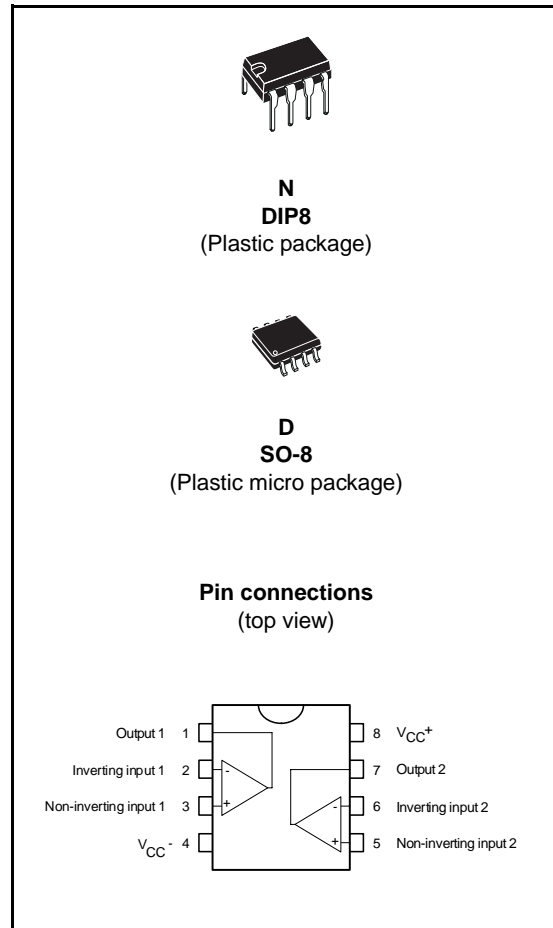 N
DIP8
(Plastic package)
D
SO-8
(Plastic micro package)
Pin connections
(top view)
Output 1 1
Inverting input 1 2 -
Non-inverting input 1 3 +
VCC - 4
8 VCC+
7 Output 2
- 6 Inverting input 2
+ 5 Non-inverting input 2